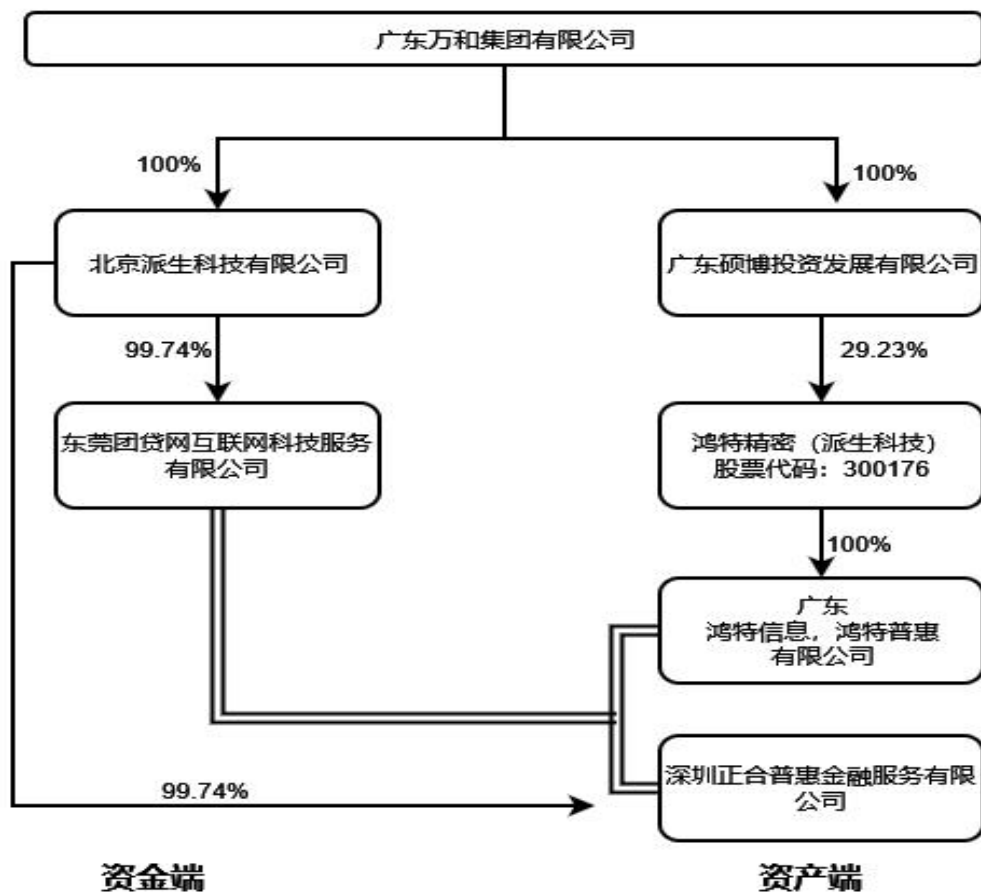 广东万和集团有限公司
100%
100%
北京派生科技有限公司
广东硕博投资发展有限公司
99.74%
29.23%
东莞团贷网互联网科技服务
有限公司
鸿特精密（派生科技）
股票代码：300176
100%
广东
鸿特信息，鸿特普惠
有限公司
深圳正合普惠金融服务有限
公司
99.74%
资金端
资产端